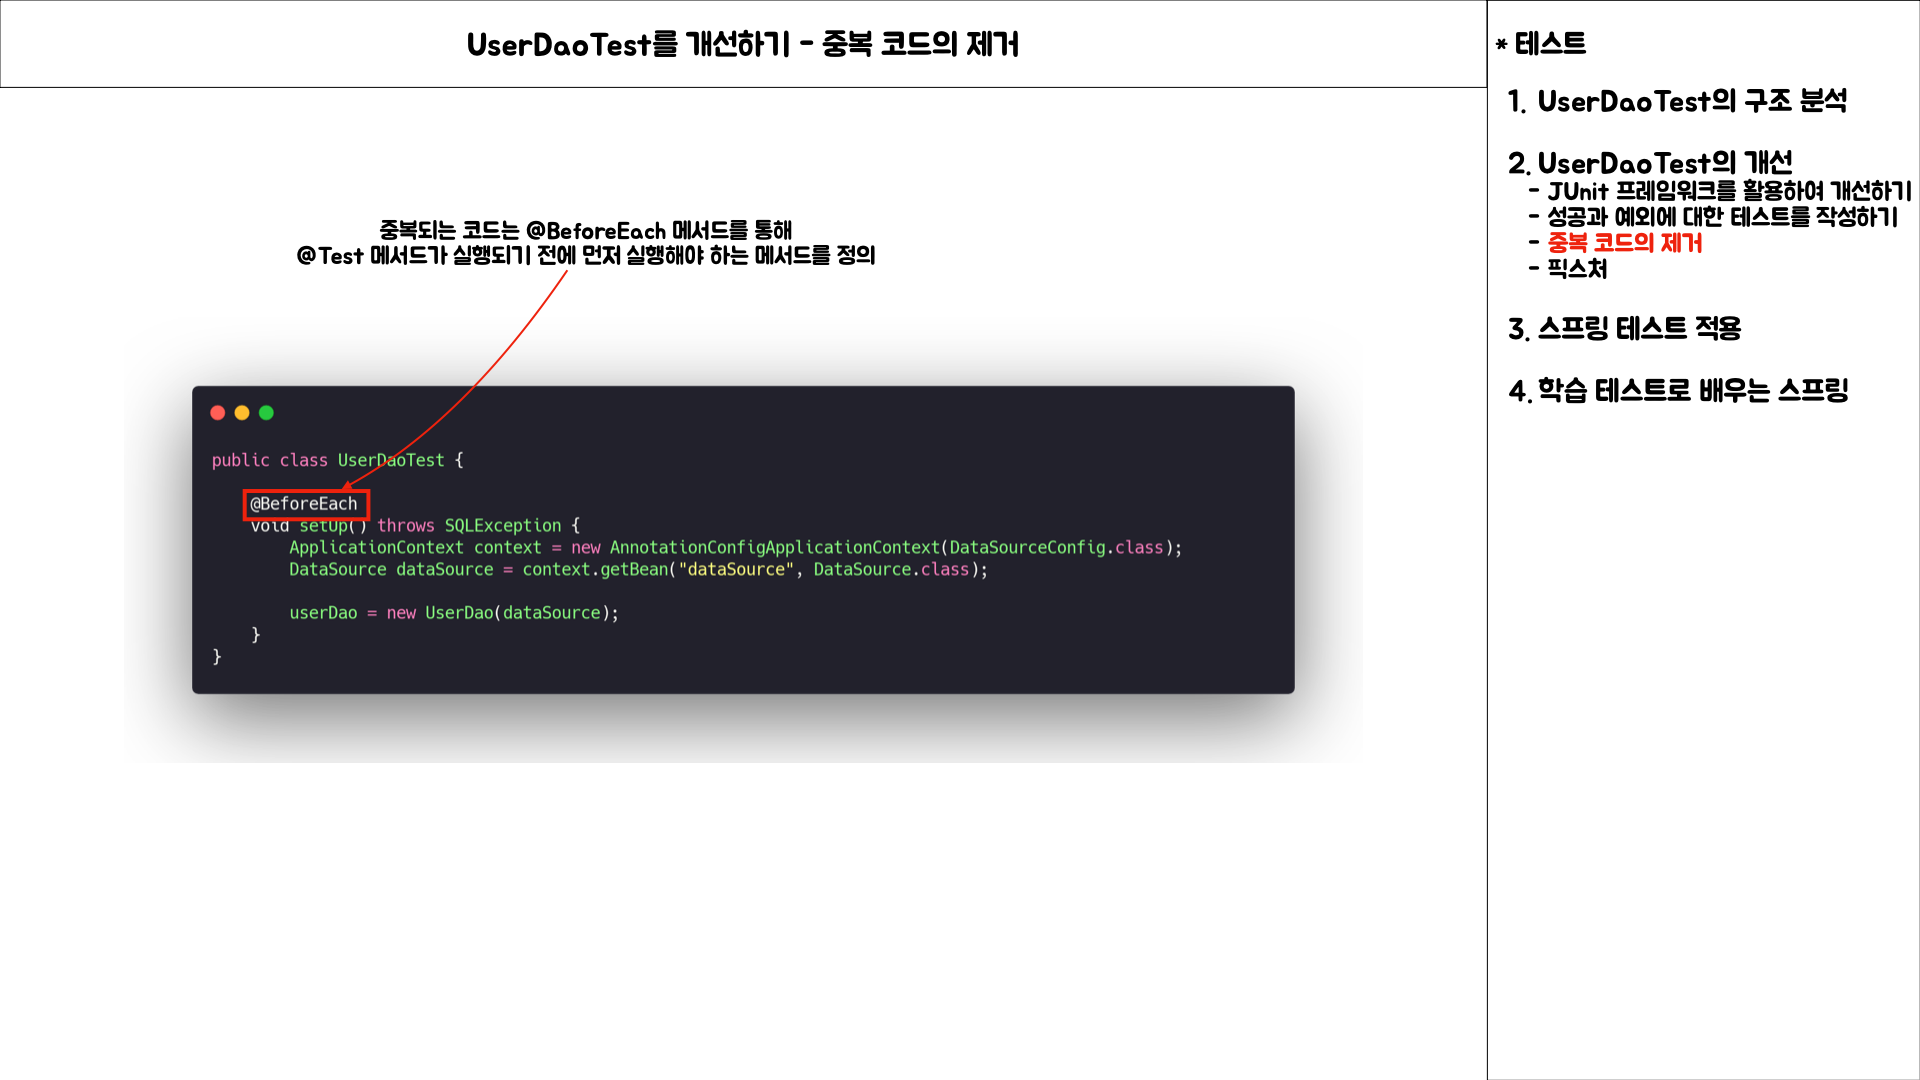 UserDaoTest를 개선하기 - 중복 코드의 제거
중복되는 코드는 @BeforeEach 메서드를 통해
@Test 메서드가 실행되기 전에 먼저 실행해야 하는 메서드를 정의
public class UserDaoTest {
@BeforeEach
void setUp() throws SQLException {
ApplicationContext context = new AnnotationConfigApplicationContext(DataSourceConfig.class);
DataSource dataSource = context.getBean("dataSource", DataSource.class);
userDao = new UserDao(dataSource);
}
}
* 테스트
1. UserDaoTest의 구조 분석
2. UserDaoTest의 개선
- JUnit 프레임워크를 활용하여 개선하기
- 성공과 예외에 대한 테스트를 작성하기
- 중복 코드의 제거
- 픽스처
3. 스프링 테스트 적용
4. 학습 테스트로 배우는 스프링